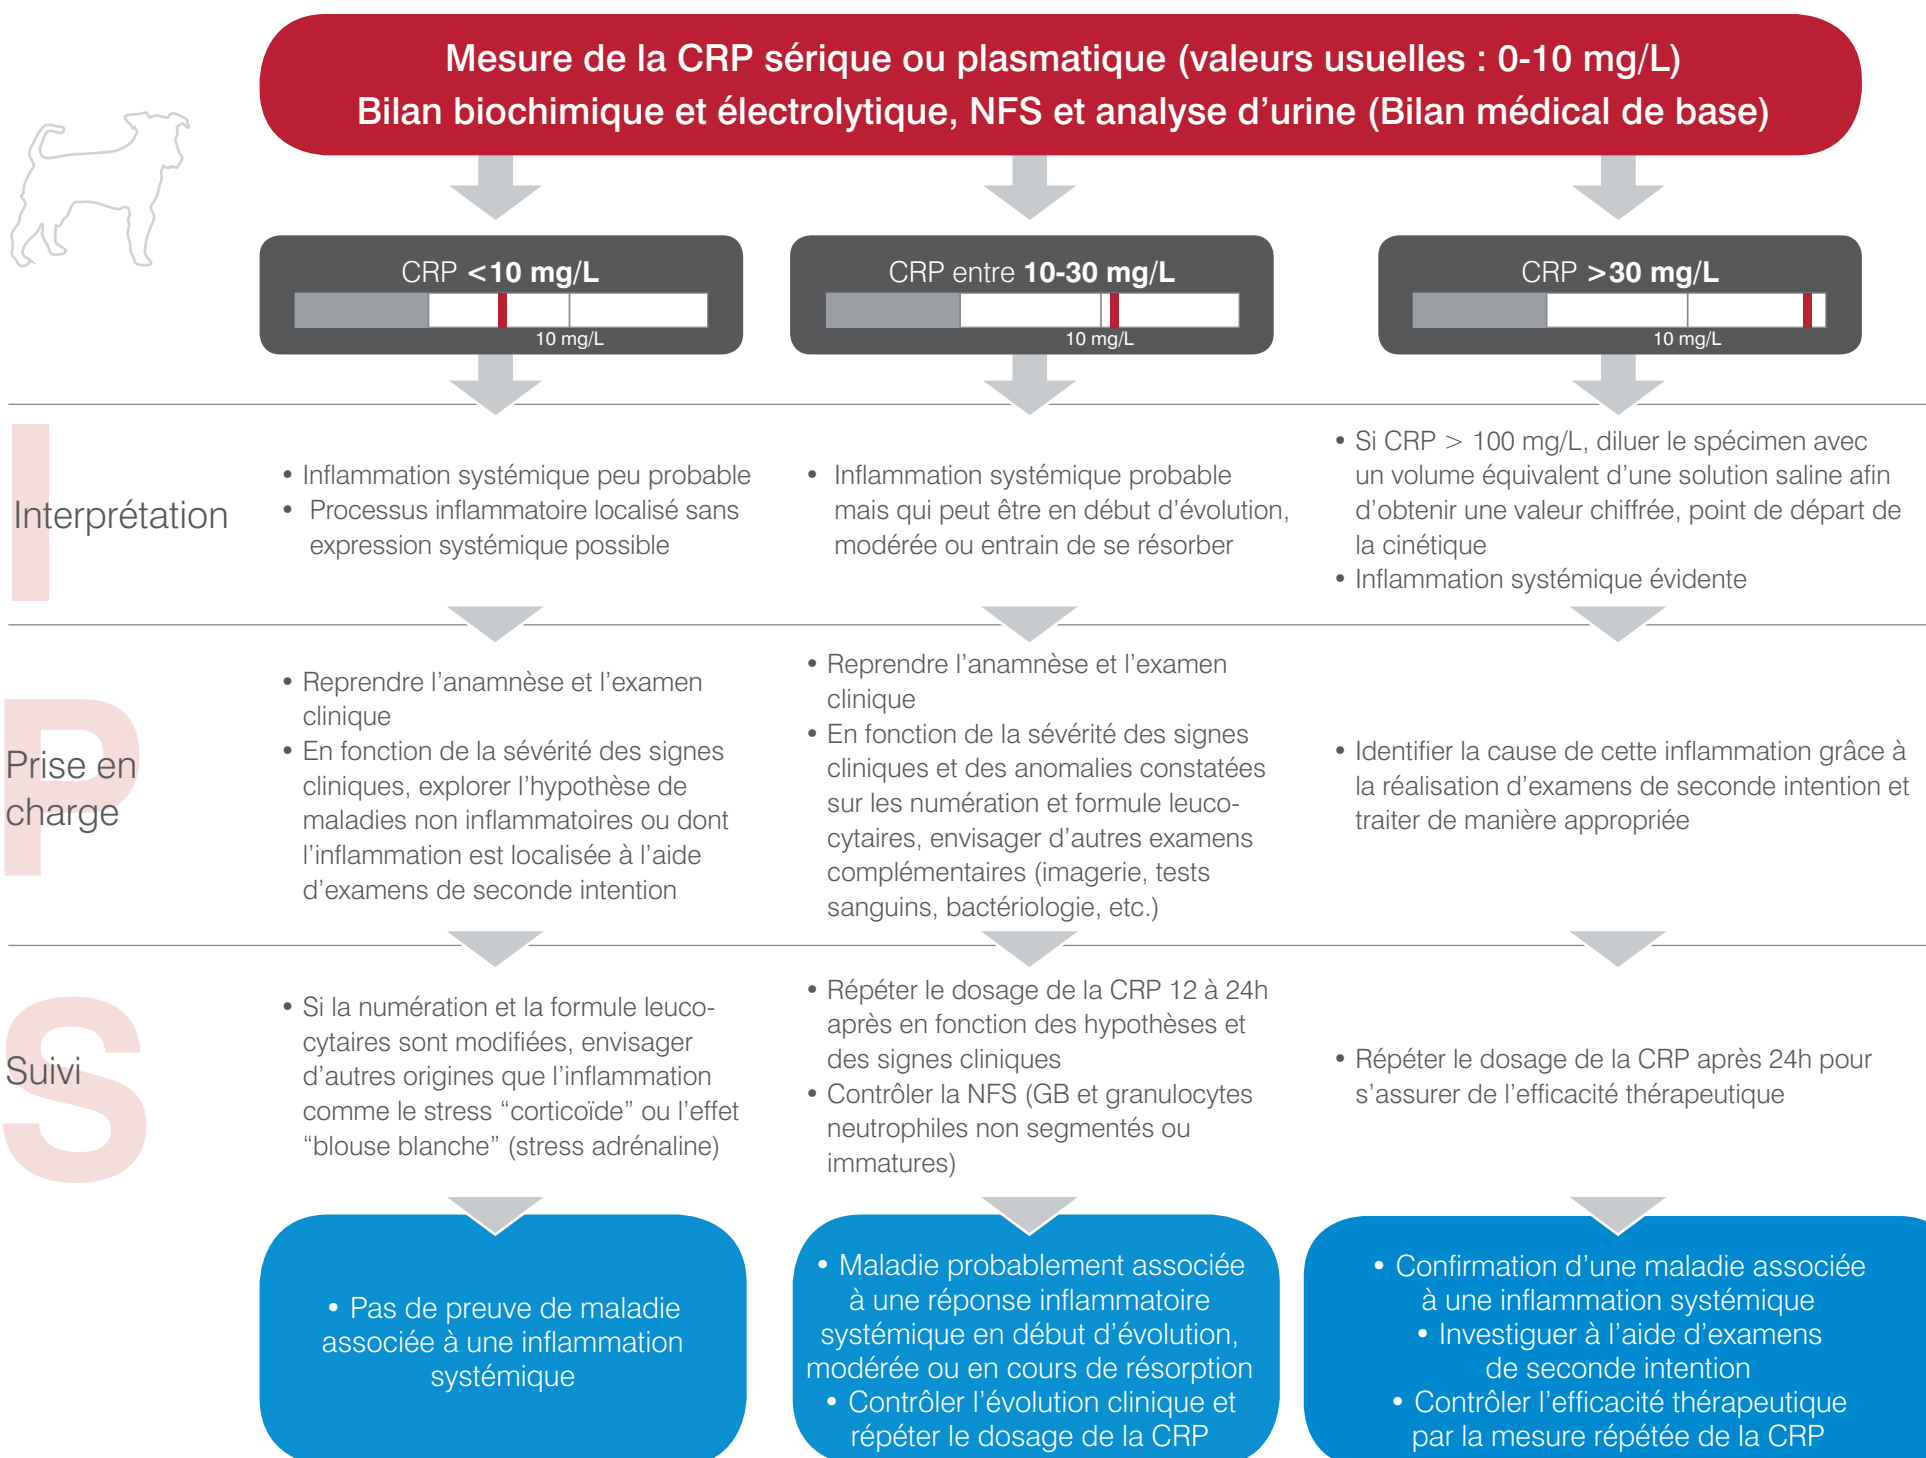 Mesure de la CRP sérique ou plasmatique (valeurs usuelles : 0-10 mg/L)
Bilan biochimique et électrolytique, NFS et analyse d'urine (Bilan médical de base)
CRP <10 mg/L
10 mg/L
CRP entre 10-30 mg/L
10 mg/L
CRP >30 mg/L
10 mg/L
I
Interprétation
• Inflammation systémique peu probable
• Processus inflammatoire localisé sans
expression systémique possible
• Inflammation systémique probable
mais qui peut être en début d'évolution,
modérée ou entrain de se résorber
• Si CRP > 100 mg/L, diluer le spécimen avec
un volume équivalent d'une solution saline afin
d'obtenir une valeur chiffrée, point de départ de
la cinétique
• Inflammation systémique évidente
P
Prise en
charge
• Reprendre l'anamnèse et l'examen
clinique
• En fonction de la sévérité des signes
cliniques, explorer l'hypothèse de
maladies non inflammatoires ou dont
l'inflammation est localisée à l'aide
d'examens de seconde intention
• Reprendre l'anamnèse et l'examen
clinique
• En fonction de la sévérité des signes
cliniques et des anomalies constatées
sur les numération et formule leuco-
cytaires, envisager d'autres examens
complémentaires (imagerie, tests
sanguins, bactériologie, etc.)
• Identifier la cause de cette inflammation grâce à
la réalisation d'examens de seconde intention et
traiter de manière appropriée
S
Suivi
• Si la numération et la formule leuco-
cytaires sont modifiées, envisager
d'autres origines que l'inflammation
comme le stress “corticoïde” ou l'effet
“blouse blanche” (stress adrénaline)
• Répéter le dosage de la CRP 12 à 24h
après en fonction des hypothèses et
des signes cliniques
• Contrôler la NFS (GB et granulocytes
neutrophiles non segmentés ou
immatures)
• Répéter le dosage de la CRP après 24h pour
s'assurer de l'efficacité thérapeutique
• Pas de preuve de maladie
associée à une inflammation
systémique
• Maladie probablement associée
à une réponse inflammatoire
systémique en début d'évolution,
modérée ou en cours de résorption
• Contrôler l'évolution clinique et
répéter le dosage de la CRP
• Confirmation d'une maladie associée
à une inflammation systémique
• Investiguer à l'aide d'examens
de seconde intention
• Contrôler l'efficacité thérapeutique
par la mesure répétée de la CRP